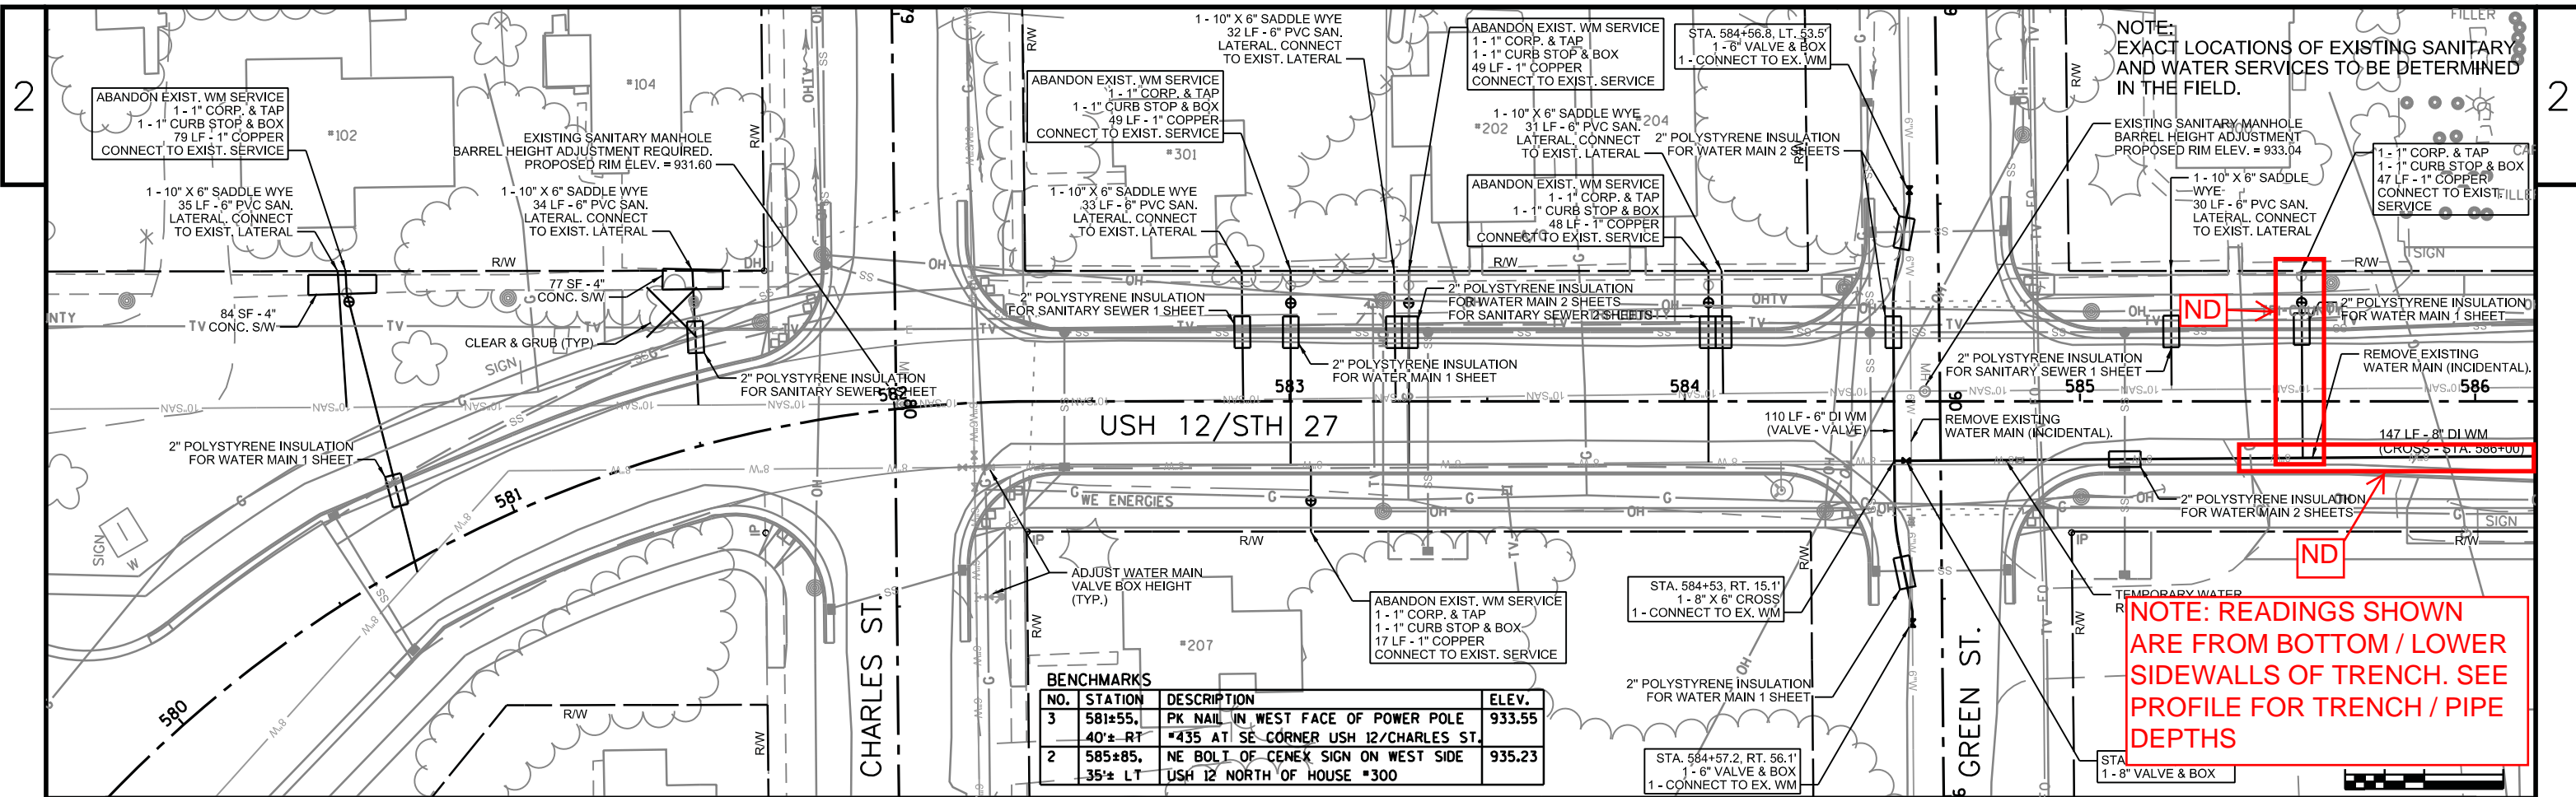 2
2
ABANDON EXIST. WM SERVICE
1 - 1" CORP. & TAP
1 - 1" CURB STOP & BOX
79 LF - 1" COPPER
CONNECT TO EXIST. SERVICE
#102
#104
EXISTING SANITARY MANHOLE
BARREL HEIGHT ADJUSTMENT REQUIRED.
PROPOSED RIM ELEV. = 931.60
1 - 10" X 6" SADDLE WYE
35 LF - 6" PVC SAN.
LATERAL. CONNECT
TO EXIST. LATERAL
1 - 10" X 6" SADDLE WYE
34 LF - 6" PVC SAN.
LATERAL. CONNECT
TO EXIST. LATERAL
R/W
R/W
DH
77 SF - 4"
CONC. S/W
84 SF - 4"
CONC. S/W
CLEAR & GRUB (TYP)
SIGN
2" POLYSTYRENE INSULATION
FOR SANITARY SEWER 1 SHEET
2" POLYSTYRENE INSULATION
FOR WATER MAIN 1 SHEET
580
581
582
SIGN
R/W
R/W
IP
CHARLES ST.
1 - 10" X 6" SADDLE WYE
32 LF - 6" PVC SAN.
LATERAL. CONNECT
TO EXIST. LATERAL
R/W
ABANDON EXIST. WM SERVICE
1 - 1" CORP. & TAP
1 - 1" CURB STOP & BOX
49 LF - 1" COPPER
CONNECT TO EXIST. SERVICE
#301
1 - 10" X 6" SADDLE WYE
33 LF - 6" PVC SAN.
LATERAL. CONNECT
TO EXIST. LATERAL
ABANDON EXIST. WM SERVICE
1 - 1" CORP. & TAP
1 - 1" CURB STOP & BOX
49 LF - 1" COPPER
CONNECT TO EXIST. SERVICE
STA. 584+56.8, LT. 53.5'
1 - 6" VALVE & BOX
1 - CONNECT TO EX. WM
#202
#204
1 - 10" X 6" SADDLE WYE
31 LF - 6" PVC SAN.
LATERAL. CONNECT
TO EXIST. LATERAL
2" POLYSTYRENE INSULATION
FOR WATER MAIN 2 SHEETS
R/W
ABANDON EXIST. WM SERVICE
1 - 1" CORP. & TAP
1 - 1" CURB STOP & BOX
48 LF - 1" COPPER
CONNECT TO EXIST. SERVICE
R/W
2" POLYSTYRENE INSULATION
FOR SANITARY SEWER 1 SHEET
2" POLYSTYRENE INSULATION
FOR WATER MAIN 2 SHEETS
FOR SANITARY SEWER 2 SHEETS
OHTV
2" POLYSTYRENE INSULATION
FOR WATER MAIN 1 SHEET
583
584
USH 12/STH 27
110 LF - 6" DI WM
(VALVE - VALVE)
WE ENERGIES
R/W
R/W
IP
ADJUST WATER MAIN
VALVE BOX HEIGHT
(TYP.)
R/W
#207
ABANDON EXIST. WM SERVICE
1 - 1" CORP. & TAP
1 - 1" CURB STOP & BOX
17 LF - 1" COPPER
CONNECT TO EXIST. SERVICE
STA. 584+53, RT. 15.1'
1 - 8" X 6" CROSS
1 - CONNECT TO EX. WM
2" POLYSTYRENE INSULATION
FOR WATER MAIN 1 SHEET
STA. 584+57.2, RT. 56.1'
1 - 6" VALVE & BOX
1 - CONNECT TO EX. WM
BENCHMARKS
NO. STATION DESCRIPTION ELEV.
3 581±55, PK NAIL IN WEST FACE OF POWER POLE 933.55
40'± RT #435 AT SE CORNER USH 12/CHARLES ST.
2 585±85, NE BOLT OF CENEX SIGN ON WEST SIDE 935.23
35'± LT USH 12 NORTH OF HOUSE #300
GREEN ST.
NOTE:
EXACT LOCATIONS OF EXISTING SANITARY
AND WATER SERVICES TO BE DETERMINED
IN THE FIELD.
FILLER
R/W
EXISTING SANITARY MANHOLE
BARREL HEIGHT ADJUSTMENT
PROPOSED RIM ELEV. = 933.04
1 - 1" CORP. & TAP
1 - 1" CURB STOP & BOX
47 LF - 1" COPPER
CONNECT TO EXIST.
SERVICE
1 - 10" X 6" SADDLE
WYE
30 LF - 6" PVC SAN.
LATERAL. CONNECT
TO EXIST. LATERAL
SIGN
R/W
ND
2" POLYSTYRENE INSULATION
FOR WATER MAIN 1 SHEET
2" POLYSTYRENE INSULATION
FOR SANITARY SEWER 1 SHEET
REMOVE EXISTING
WATER MAIN (INCIDENTAL).
585
586
REMOVE EXISTING
WATER MAIN (INCIDENTAL).
147 LF - 8" DI WM
(CROSS - STA. 586+00)
2" POLYSTYRENE INSULATION
FOR WATER MAIN 2 SHEETS
SIGN
R/W
IP
ND
TEMPORARY WATER
R/W
NOTE: READINGS SHOWN
ARE FROM BOTTOM / LOWER
SIDEWALLS OF TRENCH. SEE
PROFILE FOR TRENCH / PIPE
DEPTHS
STA
1 - 8" VALVE & BOX